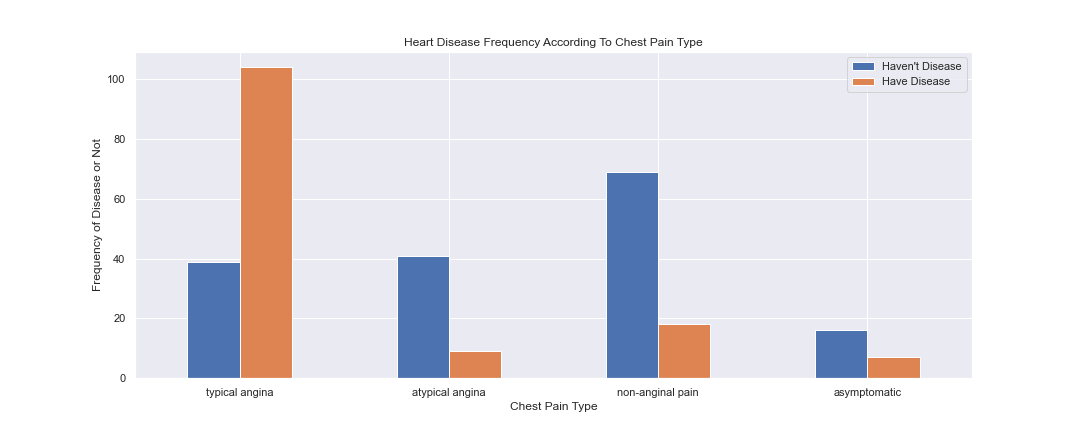 Heart Disease Frequency According To Chest Pain Type
Haven't Disease
Have Disease
Frequency of Disease or Not
100
80
60
40
20
0
typical angina
atypical angina
non-anginal pain
asymptomatic
Chest Pain Type